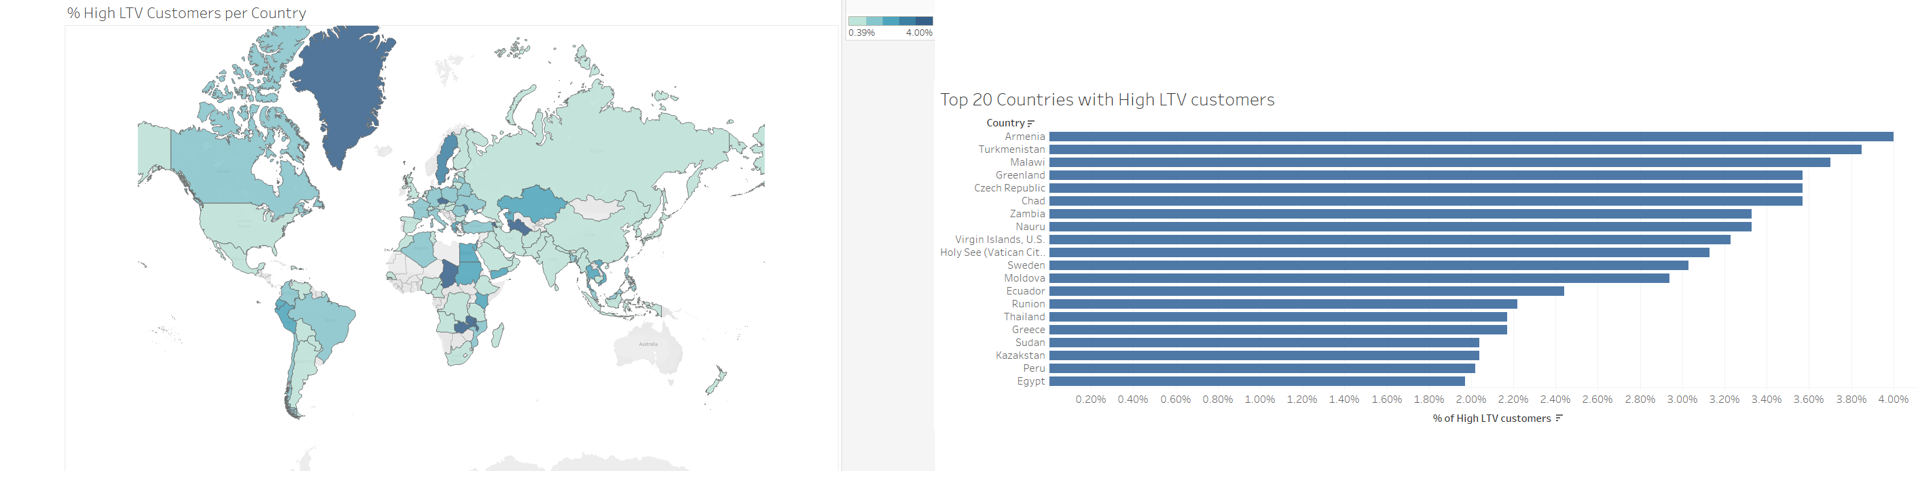 % High LTV Customers per Country
0.39% 4.00%
Australia
Top 20 Countries with High LTV customers
Country
Armenia
Turkmenistan
Malawi
Greenland
Czech Republic
Chad
Zambia
Nauru
Virgin Islands, U.S.
Holy See (Vatican Cit..
Sweden
Moldova
Ecuador
Runion
Thailand
Greece
Sudan
Kazakstan
Peru
Egypt
0.20% 0.40% 0.60% 0.80% 1.00% 1.20% 1.40% 1.60% 1.80% 2.00% 2.20% 2.40% 2.60% 2.80% 3.00% 3.20% 3.40% 3.60% 3.80% 4.00%
% of High LTV customers